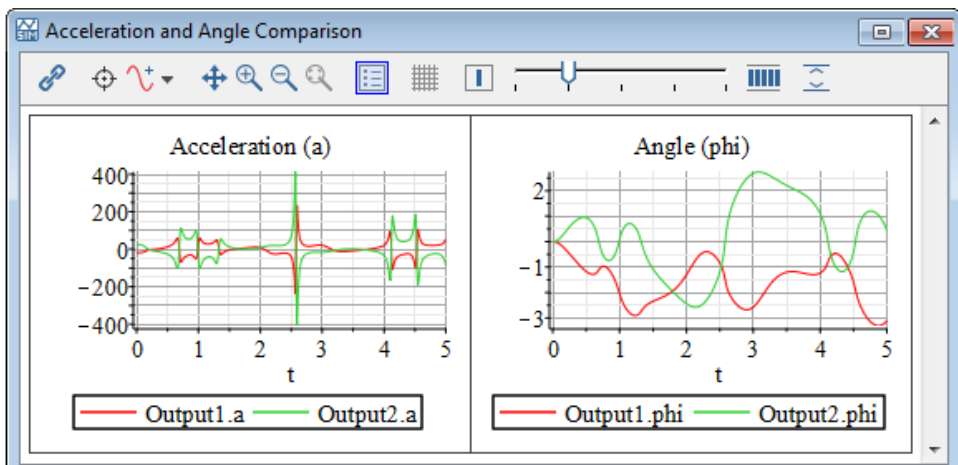 SIM Acceleration and Angle Comparison
Acceleration (a)
400
200
0
−200
−400
0 1 2 3 4 5
t
Output1.a Output2.a
Angle (phi)
2
−1
−3
0 1 2 3 4 5
t
Output1.phi Output2.phi